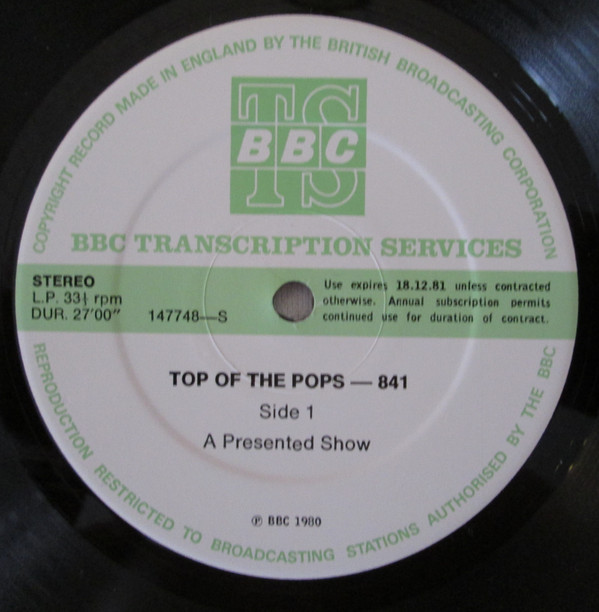 COPYRIGHT RECORD MADE IN ENGLAND BY THE BRITISH BROADCASTING CORPORATION
TS
BBC
BBC TRANSCRIPTION SERVICES
STEREO
L.P. 33⅓ rpm
DUR. 27'00"
147748—S
Use expires 18.12.81 unless contracted
otherwise. Annual subscription permits
continued use for duration of contract.
TOP OF THE POPS — 841
Side 1
A Presented Show
℗ BBC 1980
REPRODUCTION RESTRICTED TO BROADCASTING STATIONS AUTHORISED BY THE BBC